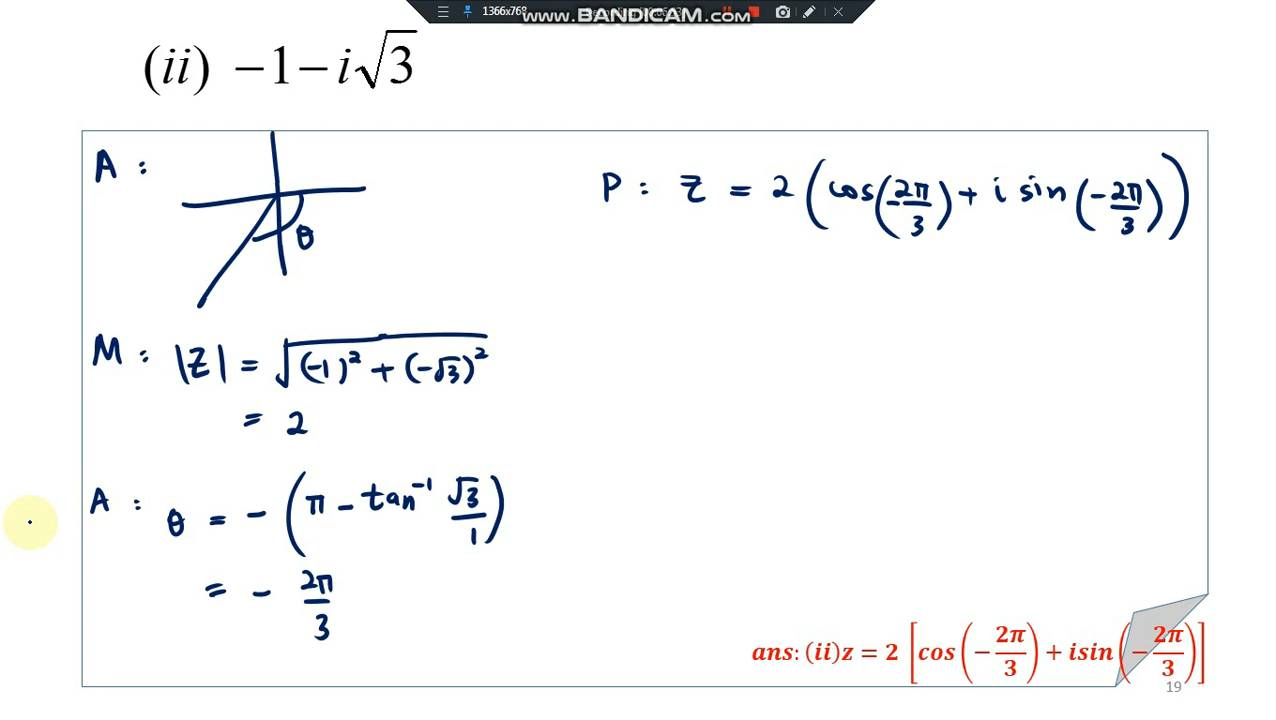 1366x768
www.BANDICAM.com
(ii) −1−i√3
A :
θ
P : Z = 2 (cos(-2π/3) + i sin (-2π/3))
M : |Z| = √((-1)² + (-√3)²)
= 2
A : θ = - (π - tan⁻¹ √3/1)
= - 2π/3
ans: (ii)z = 2 [cos(−2π/3) + isin(−2π/3)]
19